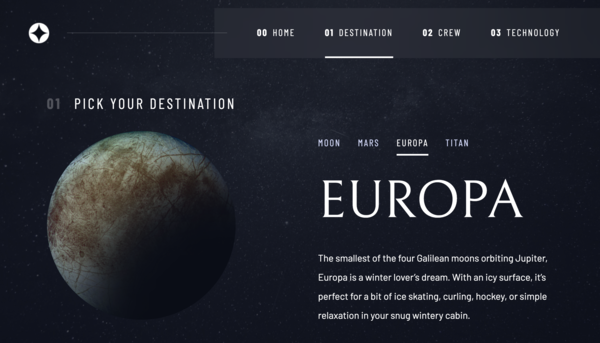 00 HOME
01 DESTINATION
02 CREW
03 TECHNOLOGY
01 PICK YOUR DESTINATION
MOON
MARS
EUROPA
TITAN
EUROPA
The smallest of the four Galilean moons orbiting Jupiter,
Europa is a winter lover’s dream. With an icy surface, it’s
perfect for a bit of ice skating, curling, hockey, or simple
relaxation in your snug wintery cabin.